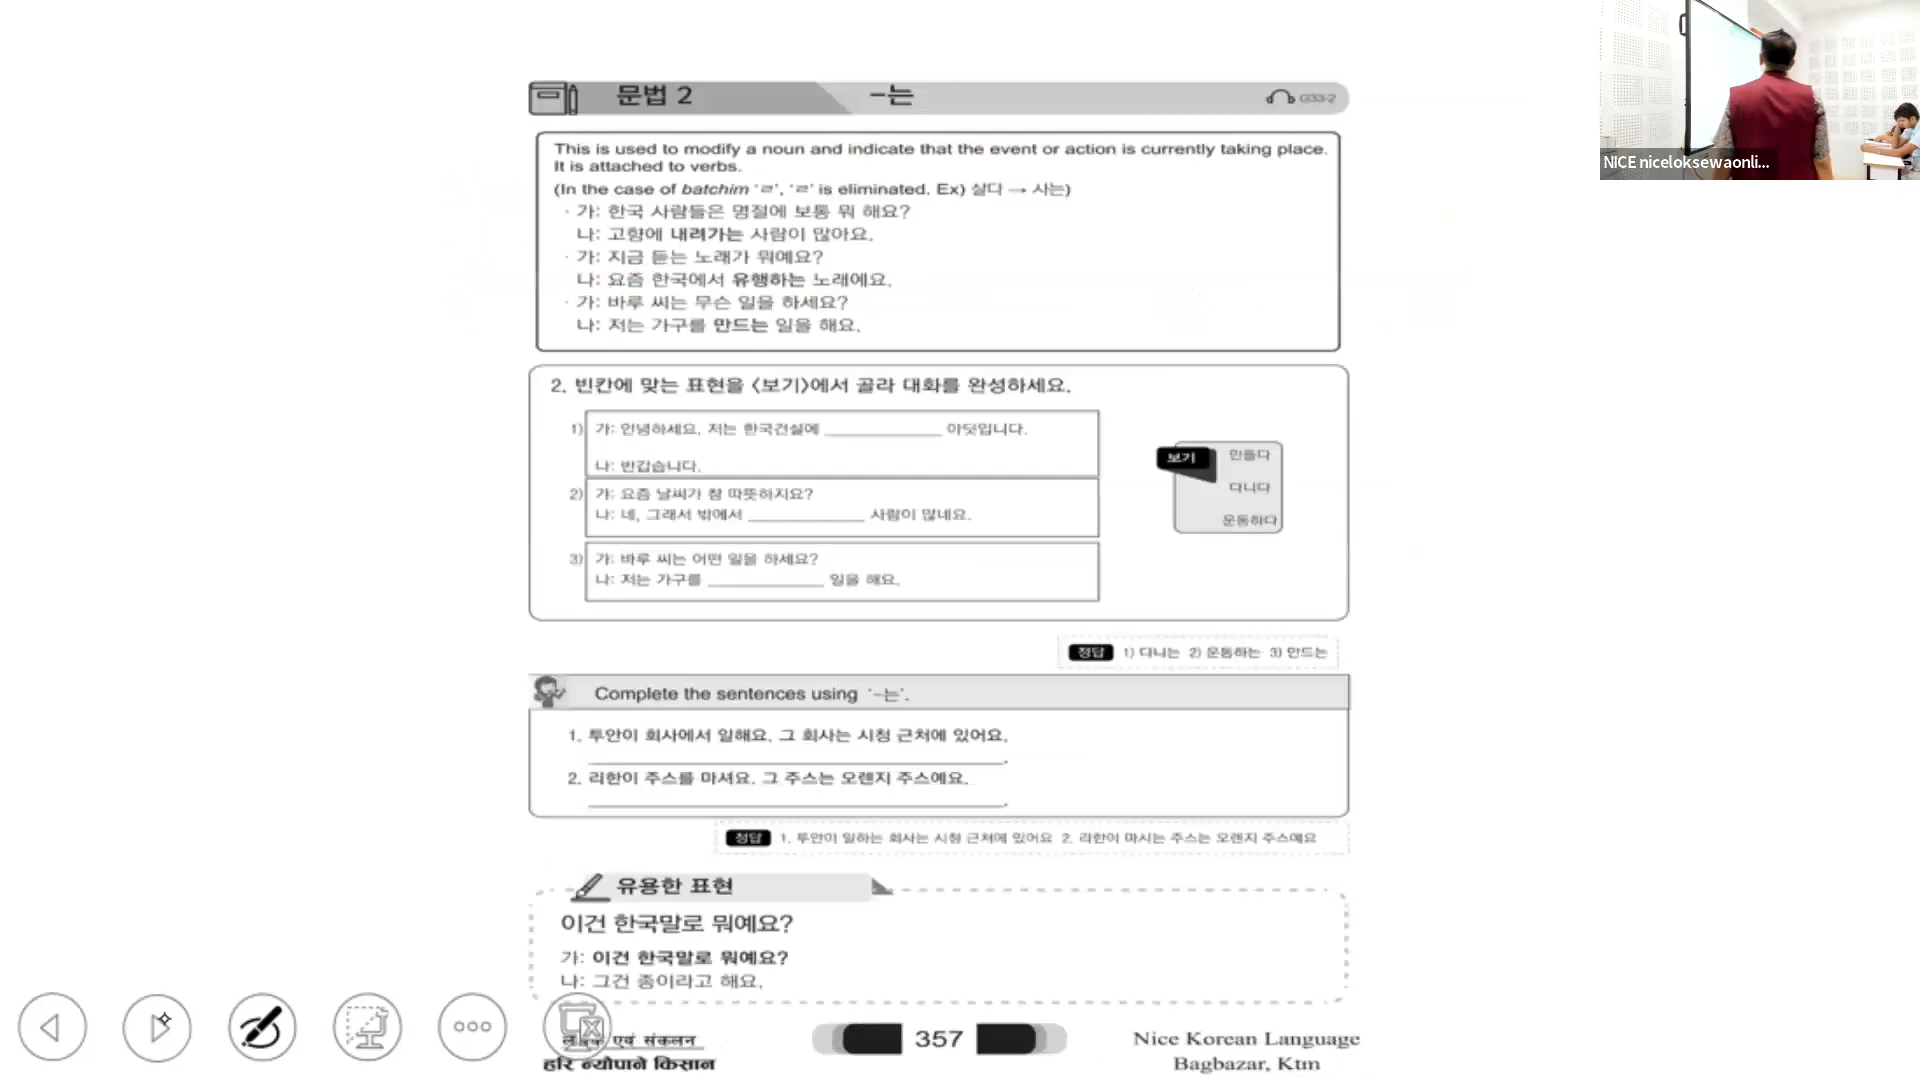 NICE niceloksewaonli...
문법 2 -는 G33-2
This is used to modify a noun and indicate that the event or action is currently taking place.
It is attached to verbs.
(In the case of batchim ‘ㄹ’, ‘ㄹ’ is eliminated. Ex) 살다 → 사는)
· 가: 한국 사람들은 명절에 보통 뭐 해요?
나: 고향에 내려가는 사람이 많아요.
· 가: 지금 듣는 노래가 뭐예요?
나: 요즘 한국에서 유행하는 노래예요.
· 가: 바루 씨는 무슨 일을 하세요?
나: 저는 가구를 만드는 일을 해요.
2. 빈칸에 맞는 표현을 <보기>에서 골라 대화를 완성하세요.
1) 가: 안녕하세요. 저는 한국건설에 ____________ 아딧입니다.
나: 반갑습니다.
2) 가: 요즘 날씨가 참 따뜻하지요?
나: 네, 그래서 밖에서 ____________ 사람이 많네요.
3) 가: 바루 씨는 어떤 일을 하세요?
나: 저는 가구를 ____________ 일을 해요.
보기
만들다
다니다
운동하다
정답 1) 다니는 2) 운동하는 3) 만드는
Complete the sentences using ‘-는’.
1. 투안이 회사에서 일해요. 그 회사는 시청 근처에 있어요.
2. 리한이 주스를 마셔요. 그 주스는 오렌지 주스예요.
정답 1. 투안이 일하는 회사는 시청 근처에 있어요 2. 리한이 마시는 주스는 오렌지 주스예요
유용한 표현
이건 한국말로 뭐예요?
가: 이건 한국말로 뭐예요?
나: 그건 종이라고 해요.
एवं संकलन
हरि न्यौपाने किसान
357
Nice Korean Language
Bagbazar, Ktm